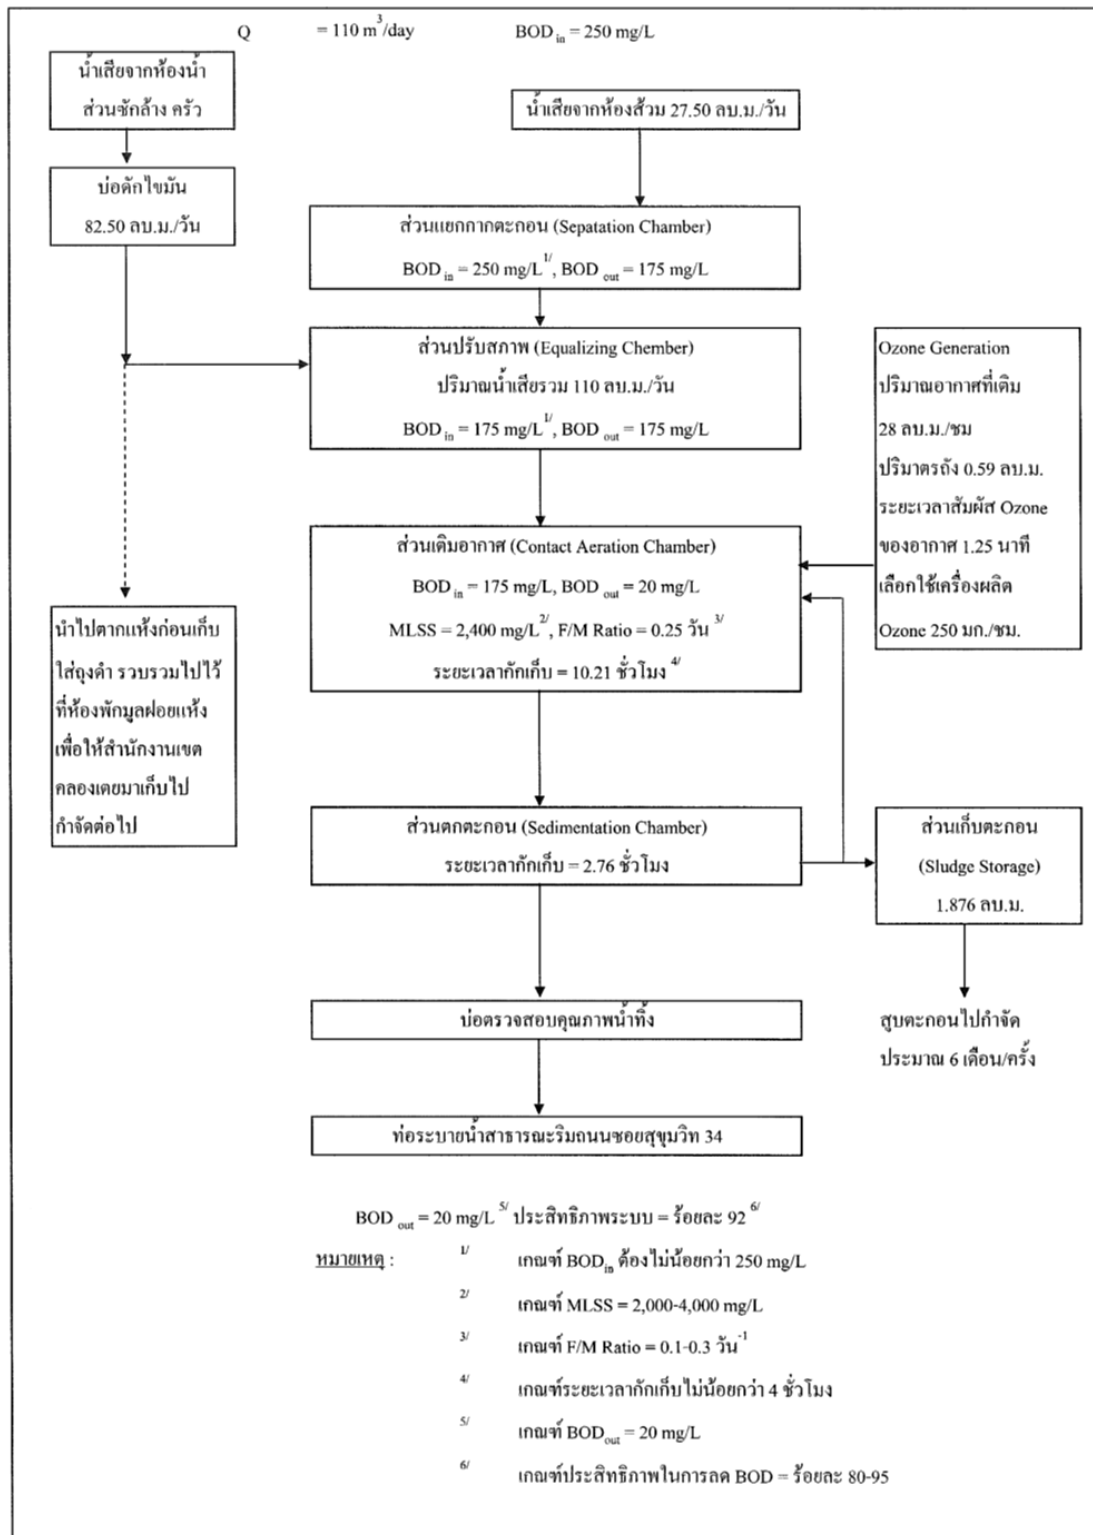 Q = 110 m³/day BOD in = 250 mg/L
น้ำเสียจากห้องน้ำ
ส่วนซักล้าง ครัว
น้ำเสียจากห้องส้วม 27.50 ลบ.ม./วัน
บ่อดักไขมัน
82.50 ลบ.ม./วัน
ส่วนแยกกากตะกอน (Sepatation Chamber)
BOD in = 250 mg/L 1/, BOD out = 175 mg/L
ส่วนปรับสภาพ (Equalizing Chember)
ปริมาณน้ำเสียรวม 110 ลบ.ม./วัน
BOD in = 175 mg/L 1/, BOD out = 175 mg/L
Ozone Generation
ปริมาณอากาศที่เติม
28 ลบ.ม./ชม
ปริมาตรถัง 0.59 ลบ.ม.
ระยะเวลาสัมผัส Ozone
ของอากาศ 1.25 นาที
เลือกใช้เครื่องผลิต
Ozone 250 มก./ชม.
ส่วนเติมอากาศ (Contact Aeration Chamber)
BOD in = 175 mg/L, BOD out = 20 mg/L
MLSS = 2,400 mg/L 2/, F/M Ratio = 0.25 วัน 3/
ระยะเวลากักเก็บ = 10.21 ชั่วโมง 4/
นำไปตากแห้งก่อนเก็บ
ใส่ถุงดำ รวบรวมไปไว้
ที่ห้องพักมูลฝอยแห้ง
เพื่อให้สำนักงานเขต
คลองเตยมาเก็บไป
กำจัดต่อไป
ส่วนตกตะกอน (Sedimentation Chamber)
ระยะเวลากักเก็บ = 2.76 ชั่วโมง
ส่วนเก็บตะกอน
(Sludge Storage)
1.876 ลบ.ม.
บ่อตรวจสอบคุณภาพน้ำทิ้ง
สูบตะกอนไปกำจัด
ประมาณ 6 เดือน/ครั้ง
ท่อระบายน้ำสาธารณะริมถนนซอยสุขุมวิท 34
BOD out = 20 mg/L 5/ ประสิทธิภาพระบบ = ร้อยละ 92 6/
หมายเหตุ : 1/ เกณฑ์ BOD in ต้องไม่น้อยกว่า 250 mg/L
2/ เกณฑ์ MLSS = 2,000-4,000 mg/L
3/ เกณฑ์ F/M Ratio = 0.1-0.3 วัน⁻¹
4/ เกณฑ์ระยะเวลากักเก็บไม่น้อยกว่า 4 ชั่วโมง
5/ เกณฑ์ BOD out = 20 mg/L
6/ เกณฑ์ประสิทธิภาพในการลด BOD = ร้อยละ 80-95